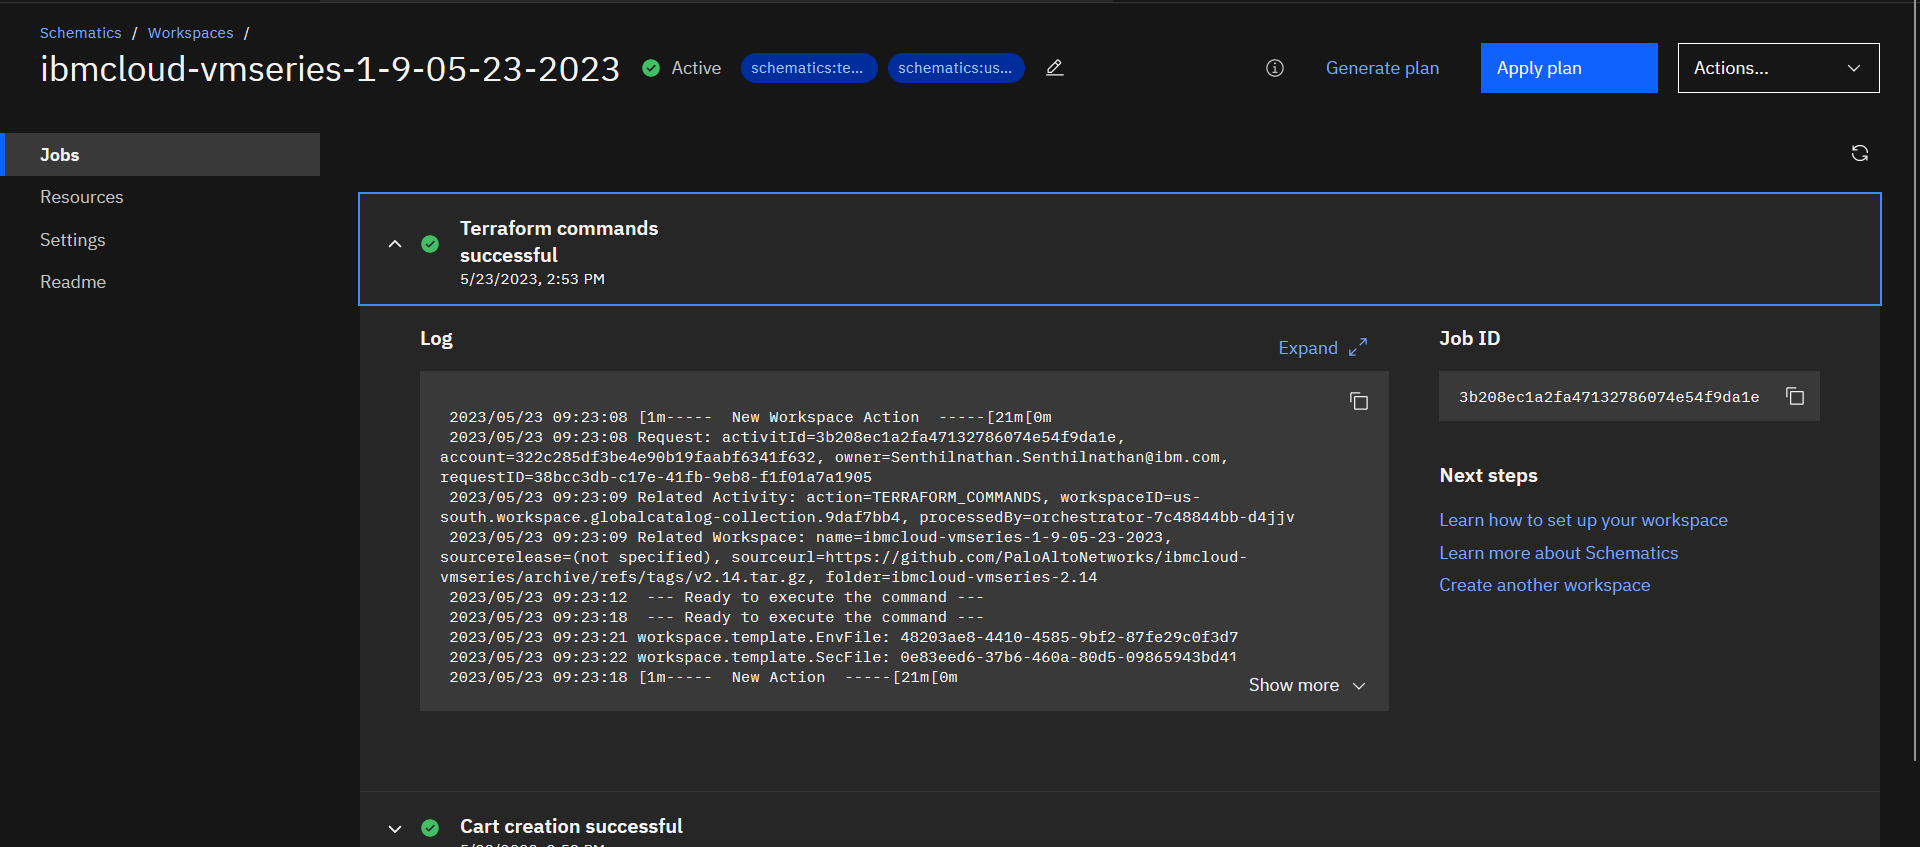 Schematics / Workspaces /
ibmcloud-vmseries-1-9-05-23-2023
Active
schematics:te...
schematics:us...
Generate plan
Apply plan
Actions...
Jobs
Resources
Settings
Readme
Terraform commands
successful
5/23/2023, 2:53 PM
Log
Expand
2023/05/23 09:23:08 [1m-----  New Workspace Action  -----[21m[0m
2023/05/23 09:23:08 Request: activitId=3b208ec1a2fa47132786074e54f9da1e,
account=322c285df3be4e90b19faabf6341f632, owner=Senthilnathan.Senthilnathan@ibm.com,
requestID=38bcc3db-c17e-41fb-9eb8-f1f01a7a1905
2023/05/23 09:23:09 Related Activity: action=TERRAFORM_COMMANDS, workspaceID=us-
south.workspace.globalcatalog-collection.9daf7bb4, processedBy=orchestrator-7c48844bb-d4jjv
2023/05/23 09:23:09 Related Workspace: name=ibmcloud-vmseries-1-9-05-23-2023,
sourcerelease=(not specified), sourceurl=https://github.com/PaloAltoNetworks/ibmcloud-
vmseries/archive/refs/tags/v2.14.tar.gz, folder=ibmcloud-vmseries-2.14
2023/05/23 09:23:12  --- Ready to execute the command ---
2023/05/23 09:23:18  --- Ready to execute the command ---
2023/05/23 09:23:21 workspace.template.EnvFile: 48203ae8-4410-4585-9bf2-87fe29c0f3d7
2023/05/23 09:23:22 workspace.template.SecFile: 0e83eed6-37b6-460a-80d5-09865943bd41
2023/05/23 09:23:18 [1m-----  New Action  -----[21m[0m
Show more
Job ID
3b208ec1a2fa47132786074e54f9da1e
Next steps
Learn how to set up your workspace
Learn more about Schematics
Create another workspace
Cart creation successful